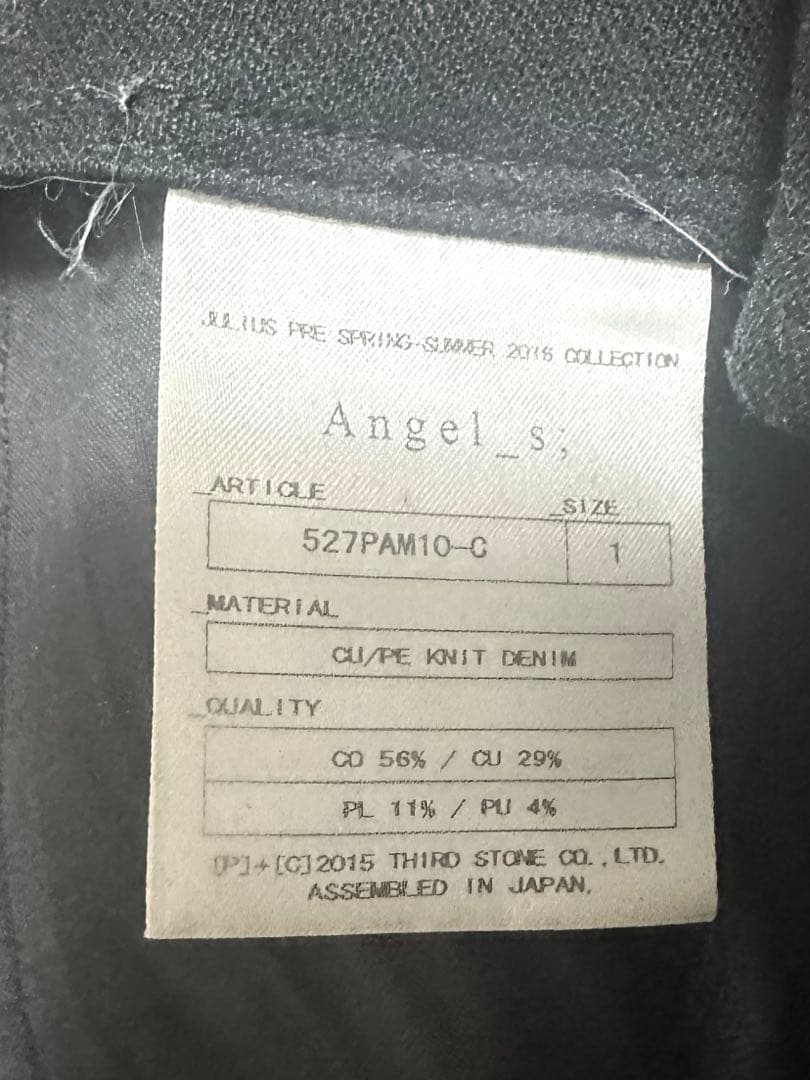 JULIUS PRE SPRING-SUMMER 2016 COLLECTION
Angel_s;
_ARTICLE
_SIZE
527PAM10-C
1
_MATERIAL
CU/PE KNIT DENIM
_QUALITY
CO 56% / CU 29%
PL 11% / PU 4%
[P]+[C]2015 THIRD STONE CO.,LTD.
ASSEMBLED IN JAPAN.